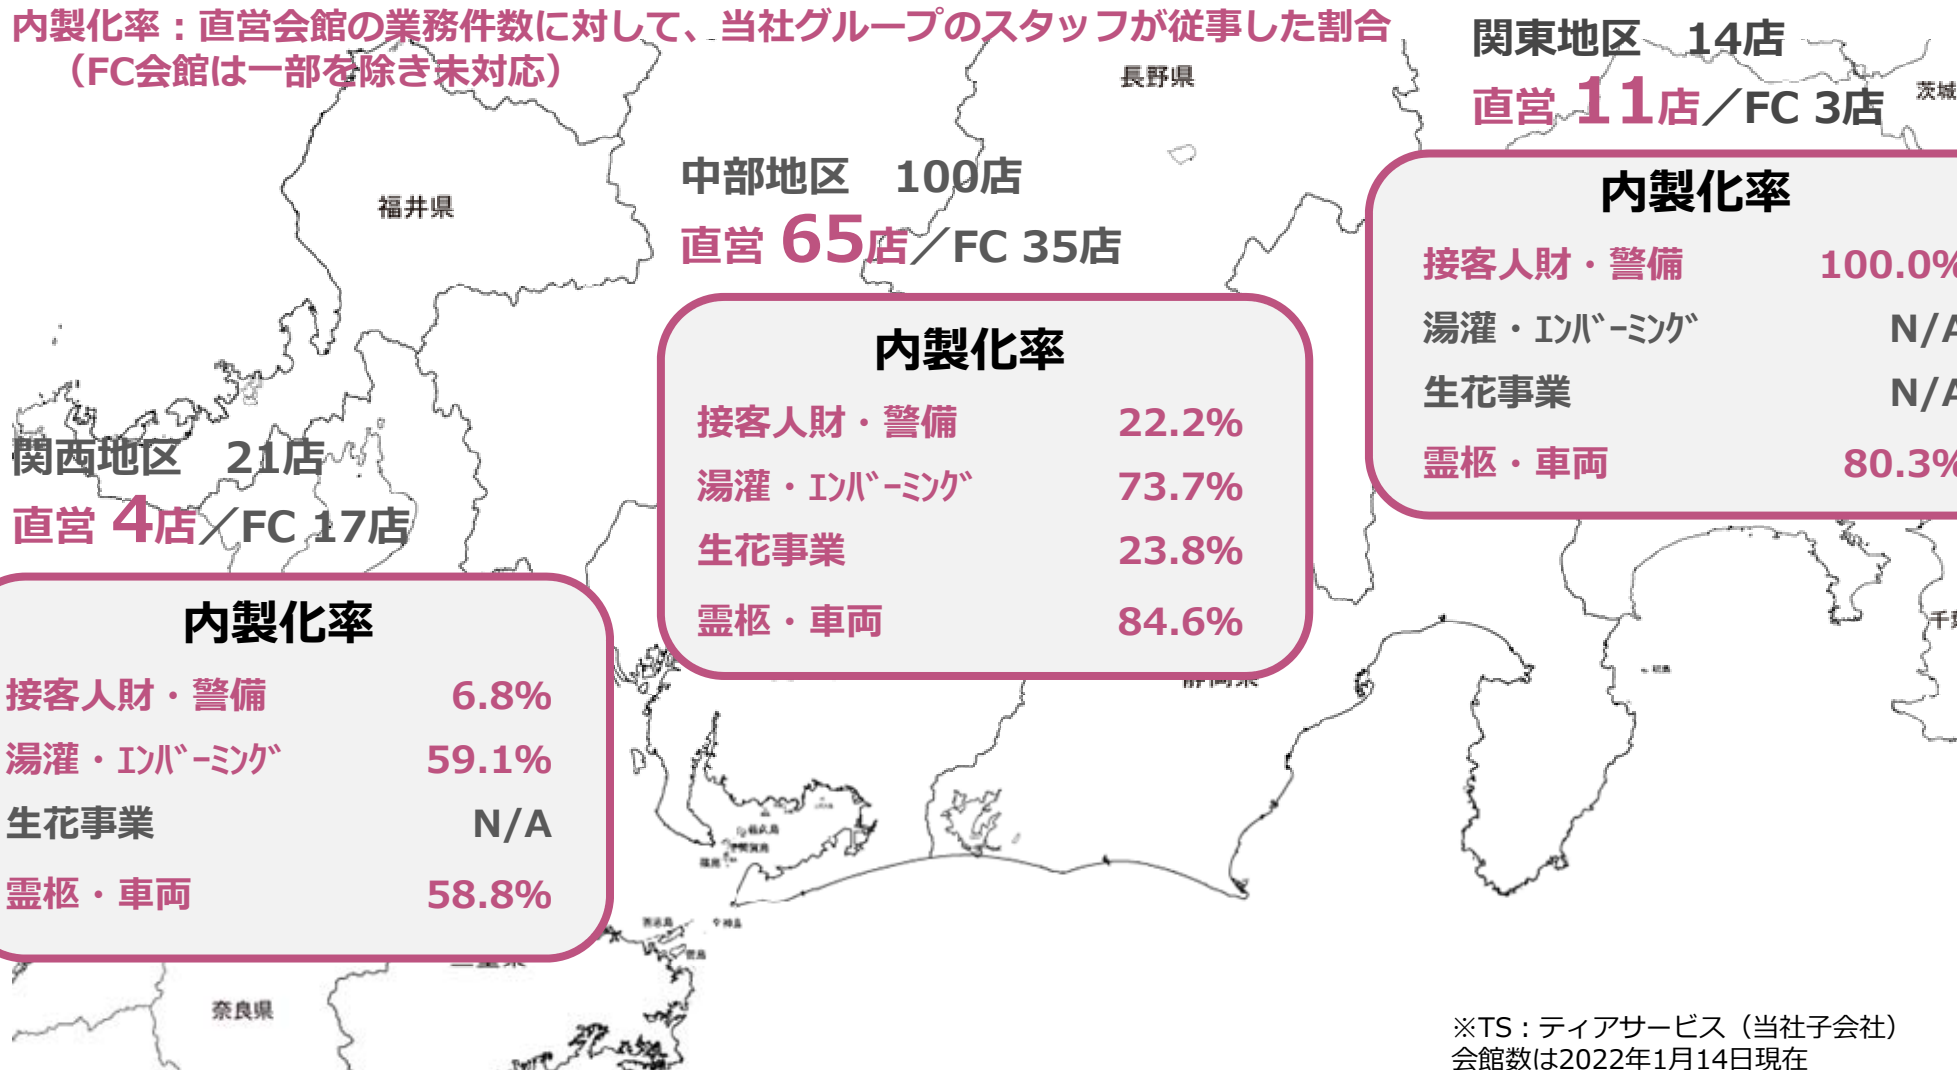 内製化率：直営会館の業務件数に対して、当社グループのスタッフが従事した割合
（FC会館は一部を除き未対応）
関東地区　14店
直営 11店／FC 3店
内製化率
接客人財・警備 100.0%
湯灌・ｴﾝﾊﾞｰﾐﾝｸﾞ N/A
生花事業 N/A
霊柩・車両 80.3%
中部地区　100店
直営 65店／FC 35店
内製化率
接客人財・警備 22.2%
湯灌・ｴﾝﾊﾞｰﾐﾝｸﾞ 73.7%
生花事業 23.8%
霊柩・車両 84.6%
関西地区　21店
直営 4店／FC 17店
内製化率
接客人財・警備 6.8%
湯灌・ｴﾝﾊﾞｰﾐﾝｸﾞ 59.1%
生花事業 N/A
霊柩・車両 58.8%
長野県
茨城
福井県
静岡県
奈良県
※TS：ティアサービス（当社子会社）
会館数は2022年1月14日現在